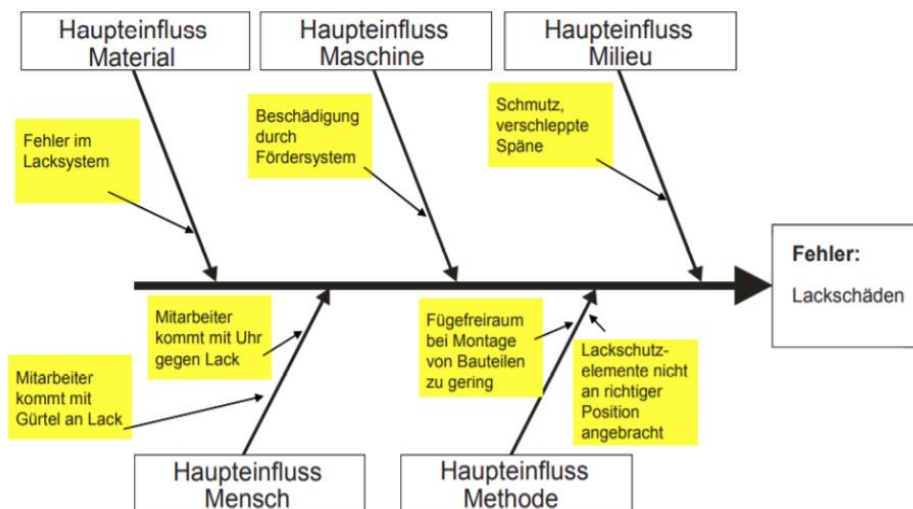 Haupteinfluss
Material
Haupteinfluss
Maschine
Haupteinfluss
Milieu
Fehler im
Lacksystem
Beschädigung
durch
Fördersystem
Schmutz,
verschleppte
Späne
Fehler:
Lackschäden
Mitarbeiter
kommt mit Uhr
gegen Lack
Mitarbeiter
kommt mit
Gürtel an Lack
Fügefreiraum
bei Montage
von Bauteilen
zu gering
Lackschutz-
elemente nicht
an richtiger
Position
angebracht
Haupteinfluss
Mensch
Haupteinfluss
Methode